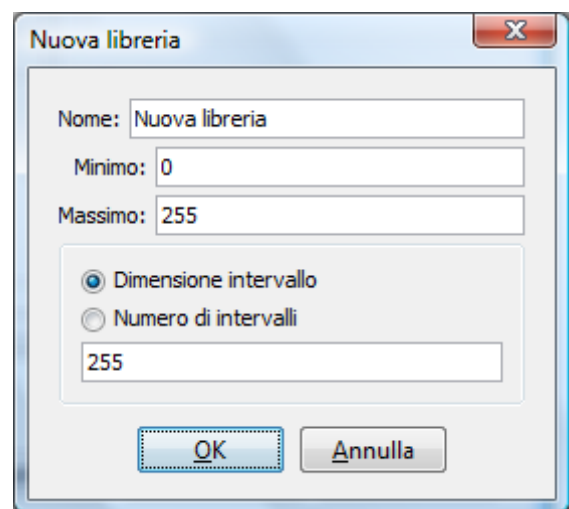 Nuova libreria
Nome: Nuova libreria
Minimo: 0
Massimo: 255
Dimensione intervallo
Numero di intervalli
255
OK Annulla